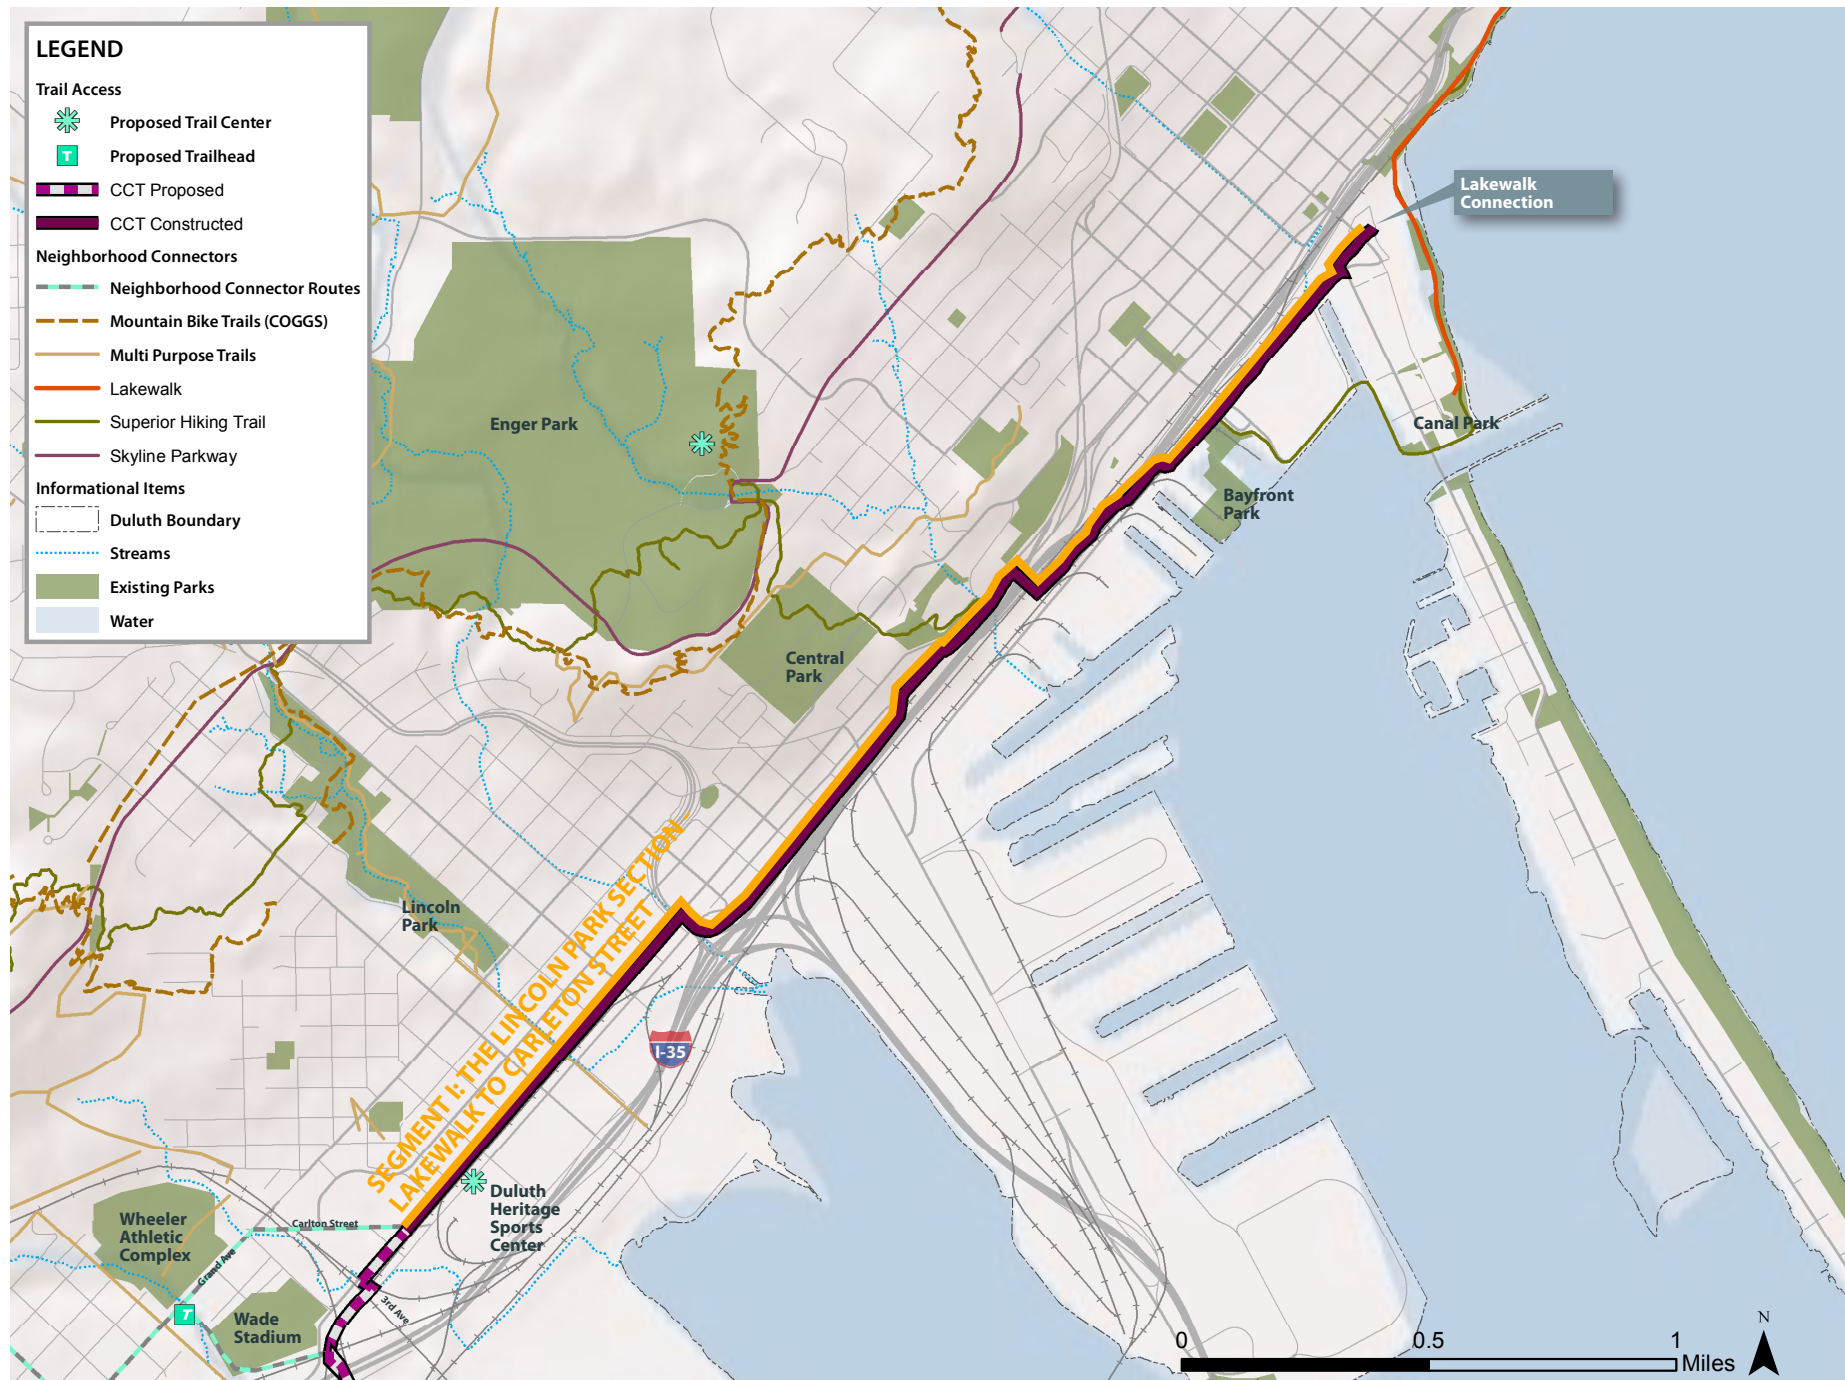 LEGEND
Trail Access
Proposed Trail Center
T
Proposed Trailhead
CCT Proposed
CCT Constructed
Neighborhood Connectors
Neighborhood Connector Routes
Mountain Bike Trails (COGGS)
Multi Purpose Trails
Lakewalk
Superior Hiking Trail
Skyline Parkway
Informational Items
Duluth Boundary
Streams
Existing Parks
Water
Lakewalk
Connection
Enger Park
Canal Park
Bayfront
Park
Central
Park
Lincoln
Park
SEGMENT I: THE LINCOLN PARK SECTION -
LAKEWALK TO CARLETON STREET
I-35
Duluth
Heritage
Sports
Center
Wheeler
Athletic
Complex
Carlton Street
Grand Ave
3rd Ave
T
Wade
Stadium
0
0.5
1
Miles
N